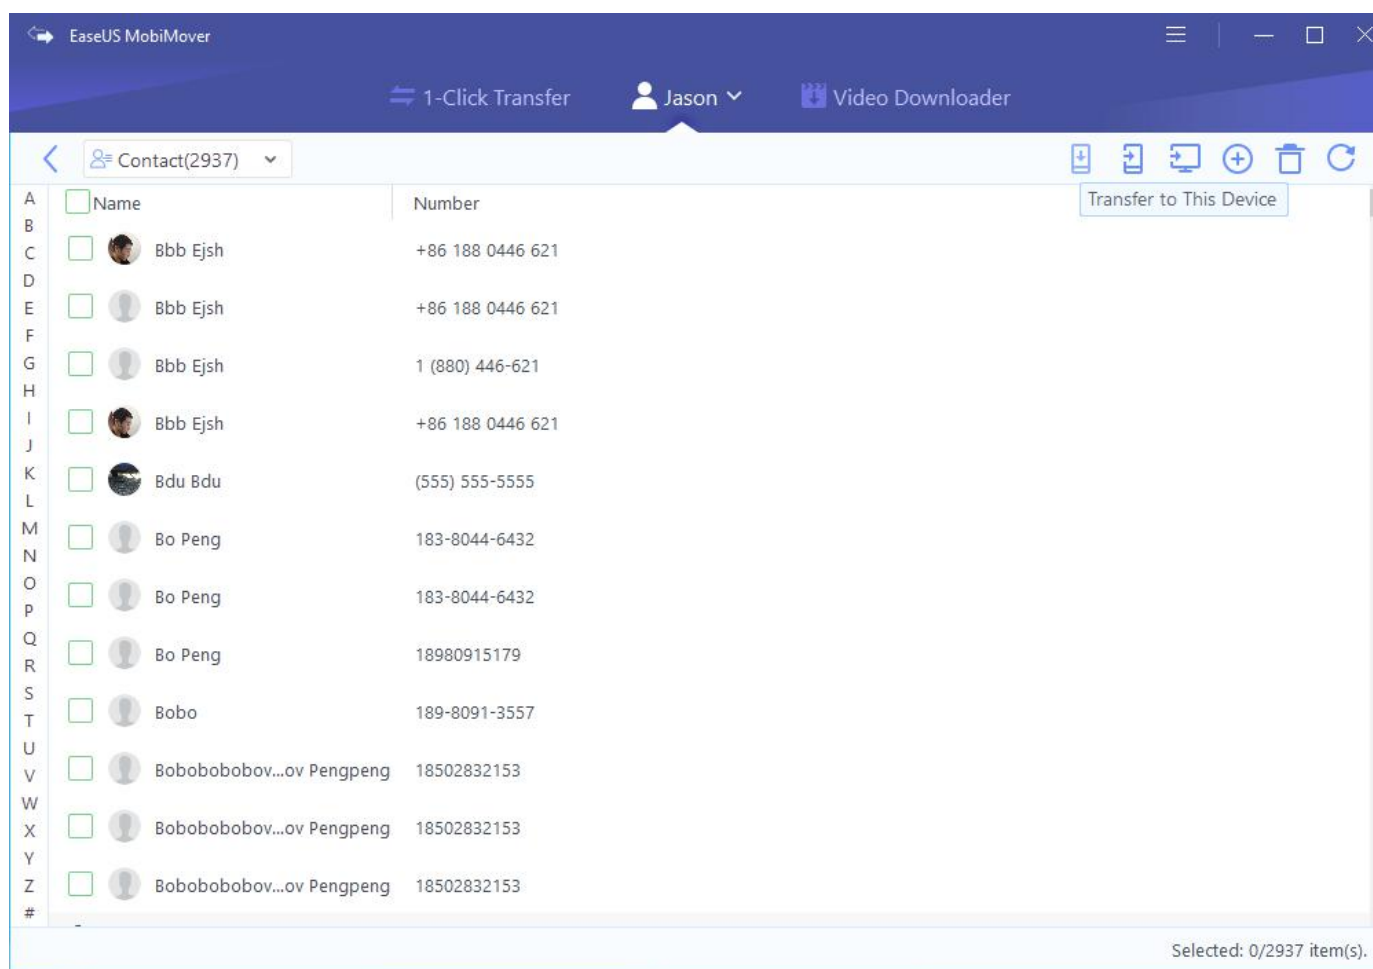 EaseUS MobiMover
1-Click Transfer Jason Video Downloader
Contact(2937)
Transfer to This Device
Name Number
Bbb Ejsh +86 188 0446 621
Bbb Ejsh +86 188 0446 621
Bbb Ejsh 1 (880) 446-621
Bbb Ejsh +86 188 0446 621
Bdu Bdu (555) 555-5555
Bo Peng 183-8044-6432
Bo Peng 183-8044-6432
Bo Peng 18980915179
Bobo 189-8091-3557
Bobobobobov...ov Pengpeng 18502832153
Bobobobobov...ov Pengpeng 18502832153
Bobobobobov...ov Pengpeng 18502832153
A
B
C
D
E
F
G
H
I
J
K
L
M
N
O
P
Q
R
S
T
U
V
W
X
Y
Z
#
Selected: 0/2937 item(s).